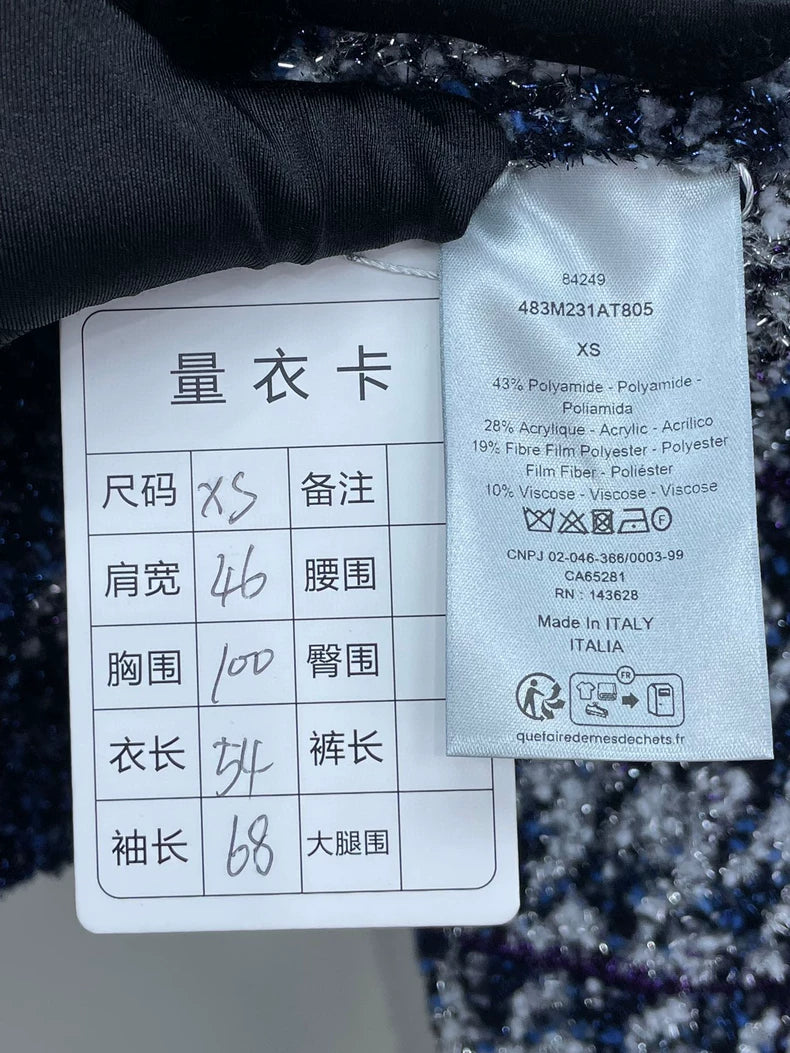 量衣卡
尺码 XS 备注
肩宽 46 腰围
胸围 100 臀围
衣长 54 裤长
袖长 68 大腿围
84249
483M231AT805
XS
43% Polyamide - Polyamide -
Poliamida
28% Acrylique - Acrylic - Acrílico
19% Fibre Film Polyester - Polyester
Film Fiber - Poliéster
10% Viscose - Viscose - Viscose
F
CNPJ 02-046-366/0003-99
CA65281
RN : 143628
Made In ITALY
ITALIA
FR
quefairedemesdechets.fr